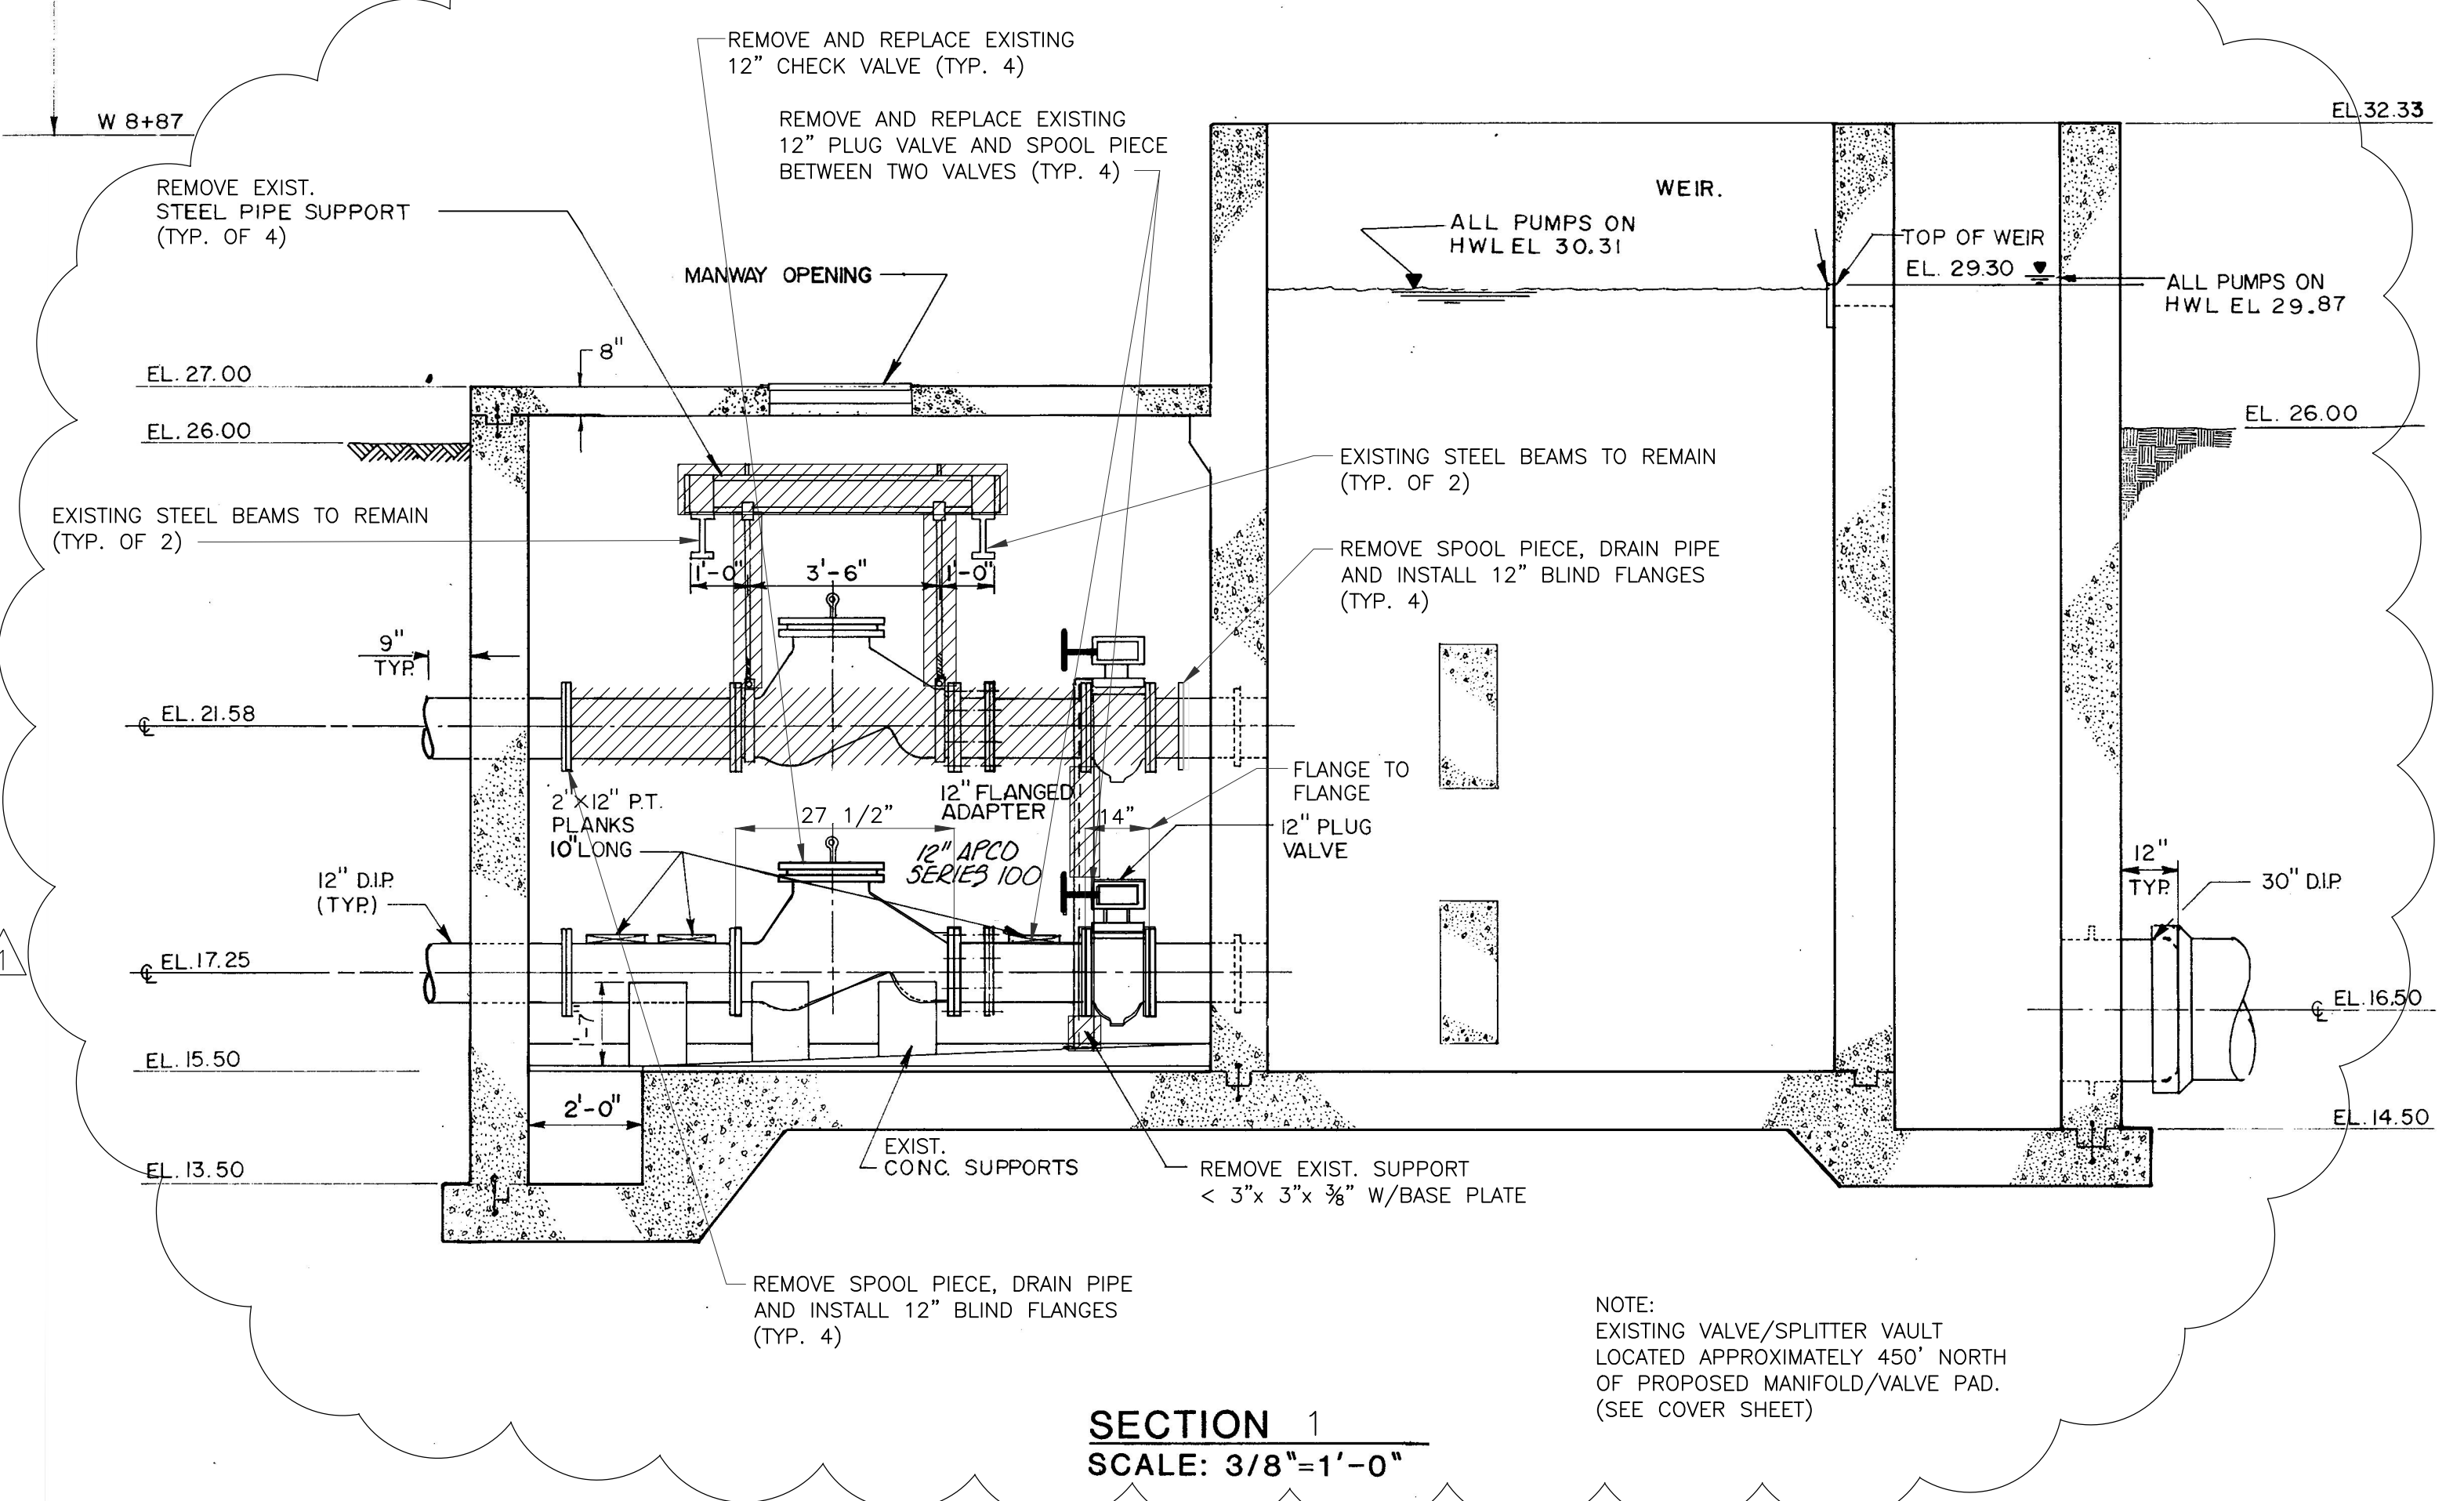 REMOVE AND REPLACE EXISTING
12" CHECK VALVE (TYP. 4)
W 8+87
EL.32.33
REMOVE AND REPLACE EXISTING
12" PLUG VALVE AND SPOOL PIECE
BETWEEN TWO VALVES (TYP. 4)
REMOVE EXIST.
STEEL PIPE SUPPORT
(TYP. OF 4)
WEIR.
ALL PUMPS ON
HWL EL 30.31
TOP OF WEIR
EL. 29.30
MANWAY OPENING
ALL PUMPS ON
HWL EL 29.87
8"
EL. 27.00
EL. 26.00
EL. 26.00
EXISTING STEEL BEAMS TO REMAIN
(TYP. OF 2)
EXISTING STEEL BEAMS TO REMAIN
(TYP. OF 2)
1'-0" 3'-6" 1'-0"
REMOVE SPOOL PIECE, DRAIN PIPE
AND INSTALL 12" BLIND FLANGES
(TYP. 4)
9"
TYP.
℄ EL. 21.58
FLANGE TO
FLANGE
2"X12" P.T.
PLANKS
10"LONG
27 1/2"
12" FLANGED
ADAPTER
14"
12" PLUG
VALVE
12" APCO
SERIES 100
12" D.I.P.
(TYP.)
12"
TYP.
30" D.I.P.
1
℄ EL.17.25
℄ EL.16.50
EL. 15.50
2'-0"
EL. 14.50
EL. 13.50
EXIST.
CONC. SUPPORTS
REMOVE EXIST. SUPPORT
< 3"x 3"x ⅜" W/BASE PLATE
REMOVE SPOOL PIECE, DRAIN PIPE
AND INSTALL 12" BLIND FLANGES
(TYP. 4)
NOTE:
EXISTING VALVE/SPLITTER VAULT
LOCATED APPROXIMATELY 450' NORTH
OF PROPOSED MANIFOLD/VALVE PAD.
(SEE COVER SHEET)
SECTION 1
SCALE: 3/8"=1'-0"